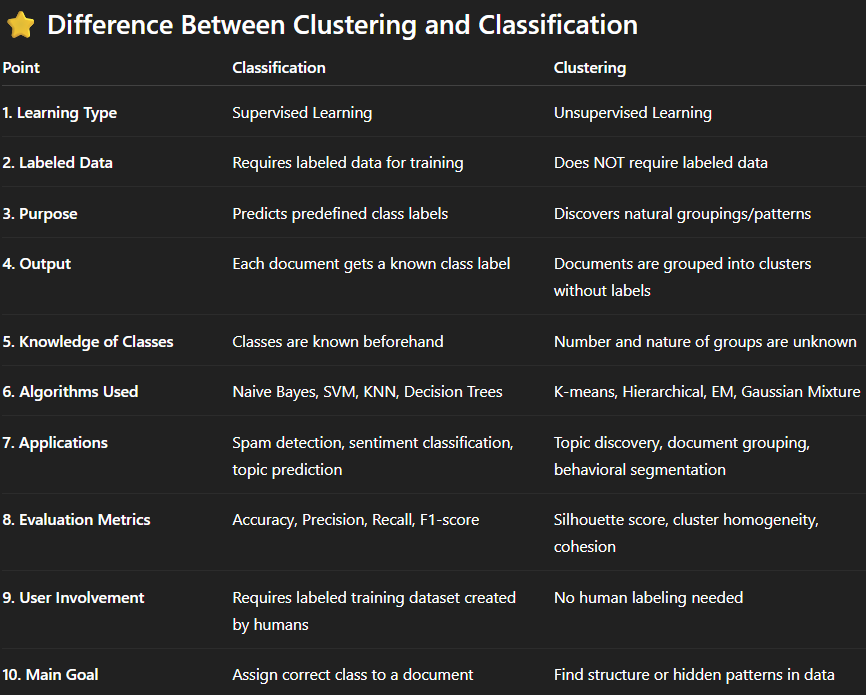 ⭐ Difference Between Clustering and Classification
Point Classification Clustering
1. Learning Type Supervised Learning Unsupervised Learning
2. Labeled Data Requires labeled data for training Does NOT require labeled data
3. Purpose Predicts predefined class labels Discovers natural groupings/patterns
4. Output Each document gets a known class label Documents are grouped into clusters
without labels
5. Knowledge of Classes Classes are known beforehand Number and nature of groups are unknown
6. Algorithms Used Naive Bayes, SVM, KNN, Decision Trees K-means, Hierarchical, EM, Gaussian Mixture
7. Applications Spam detection, sentiment classification, Topic discovery, document grouping,
topic prediction behavioral segmentation
8. Evaluation Metrics Accuracy, Precision, Recall, F1-score Silhouette score, cluster homogeneity,
cohesion
9. User Involvement Requires labeled training dataset created No human labeling needed
by humans
10. Main Goal Assign correct class to a document Find structure or hidden patterns in data